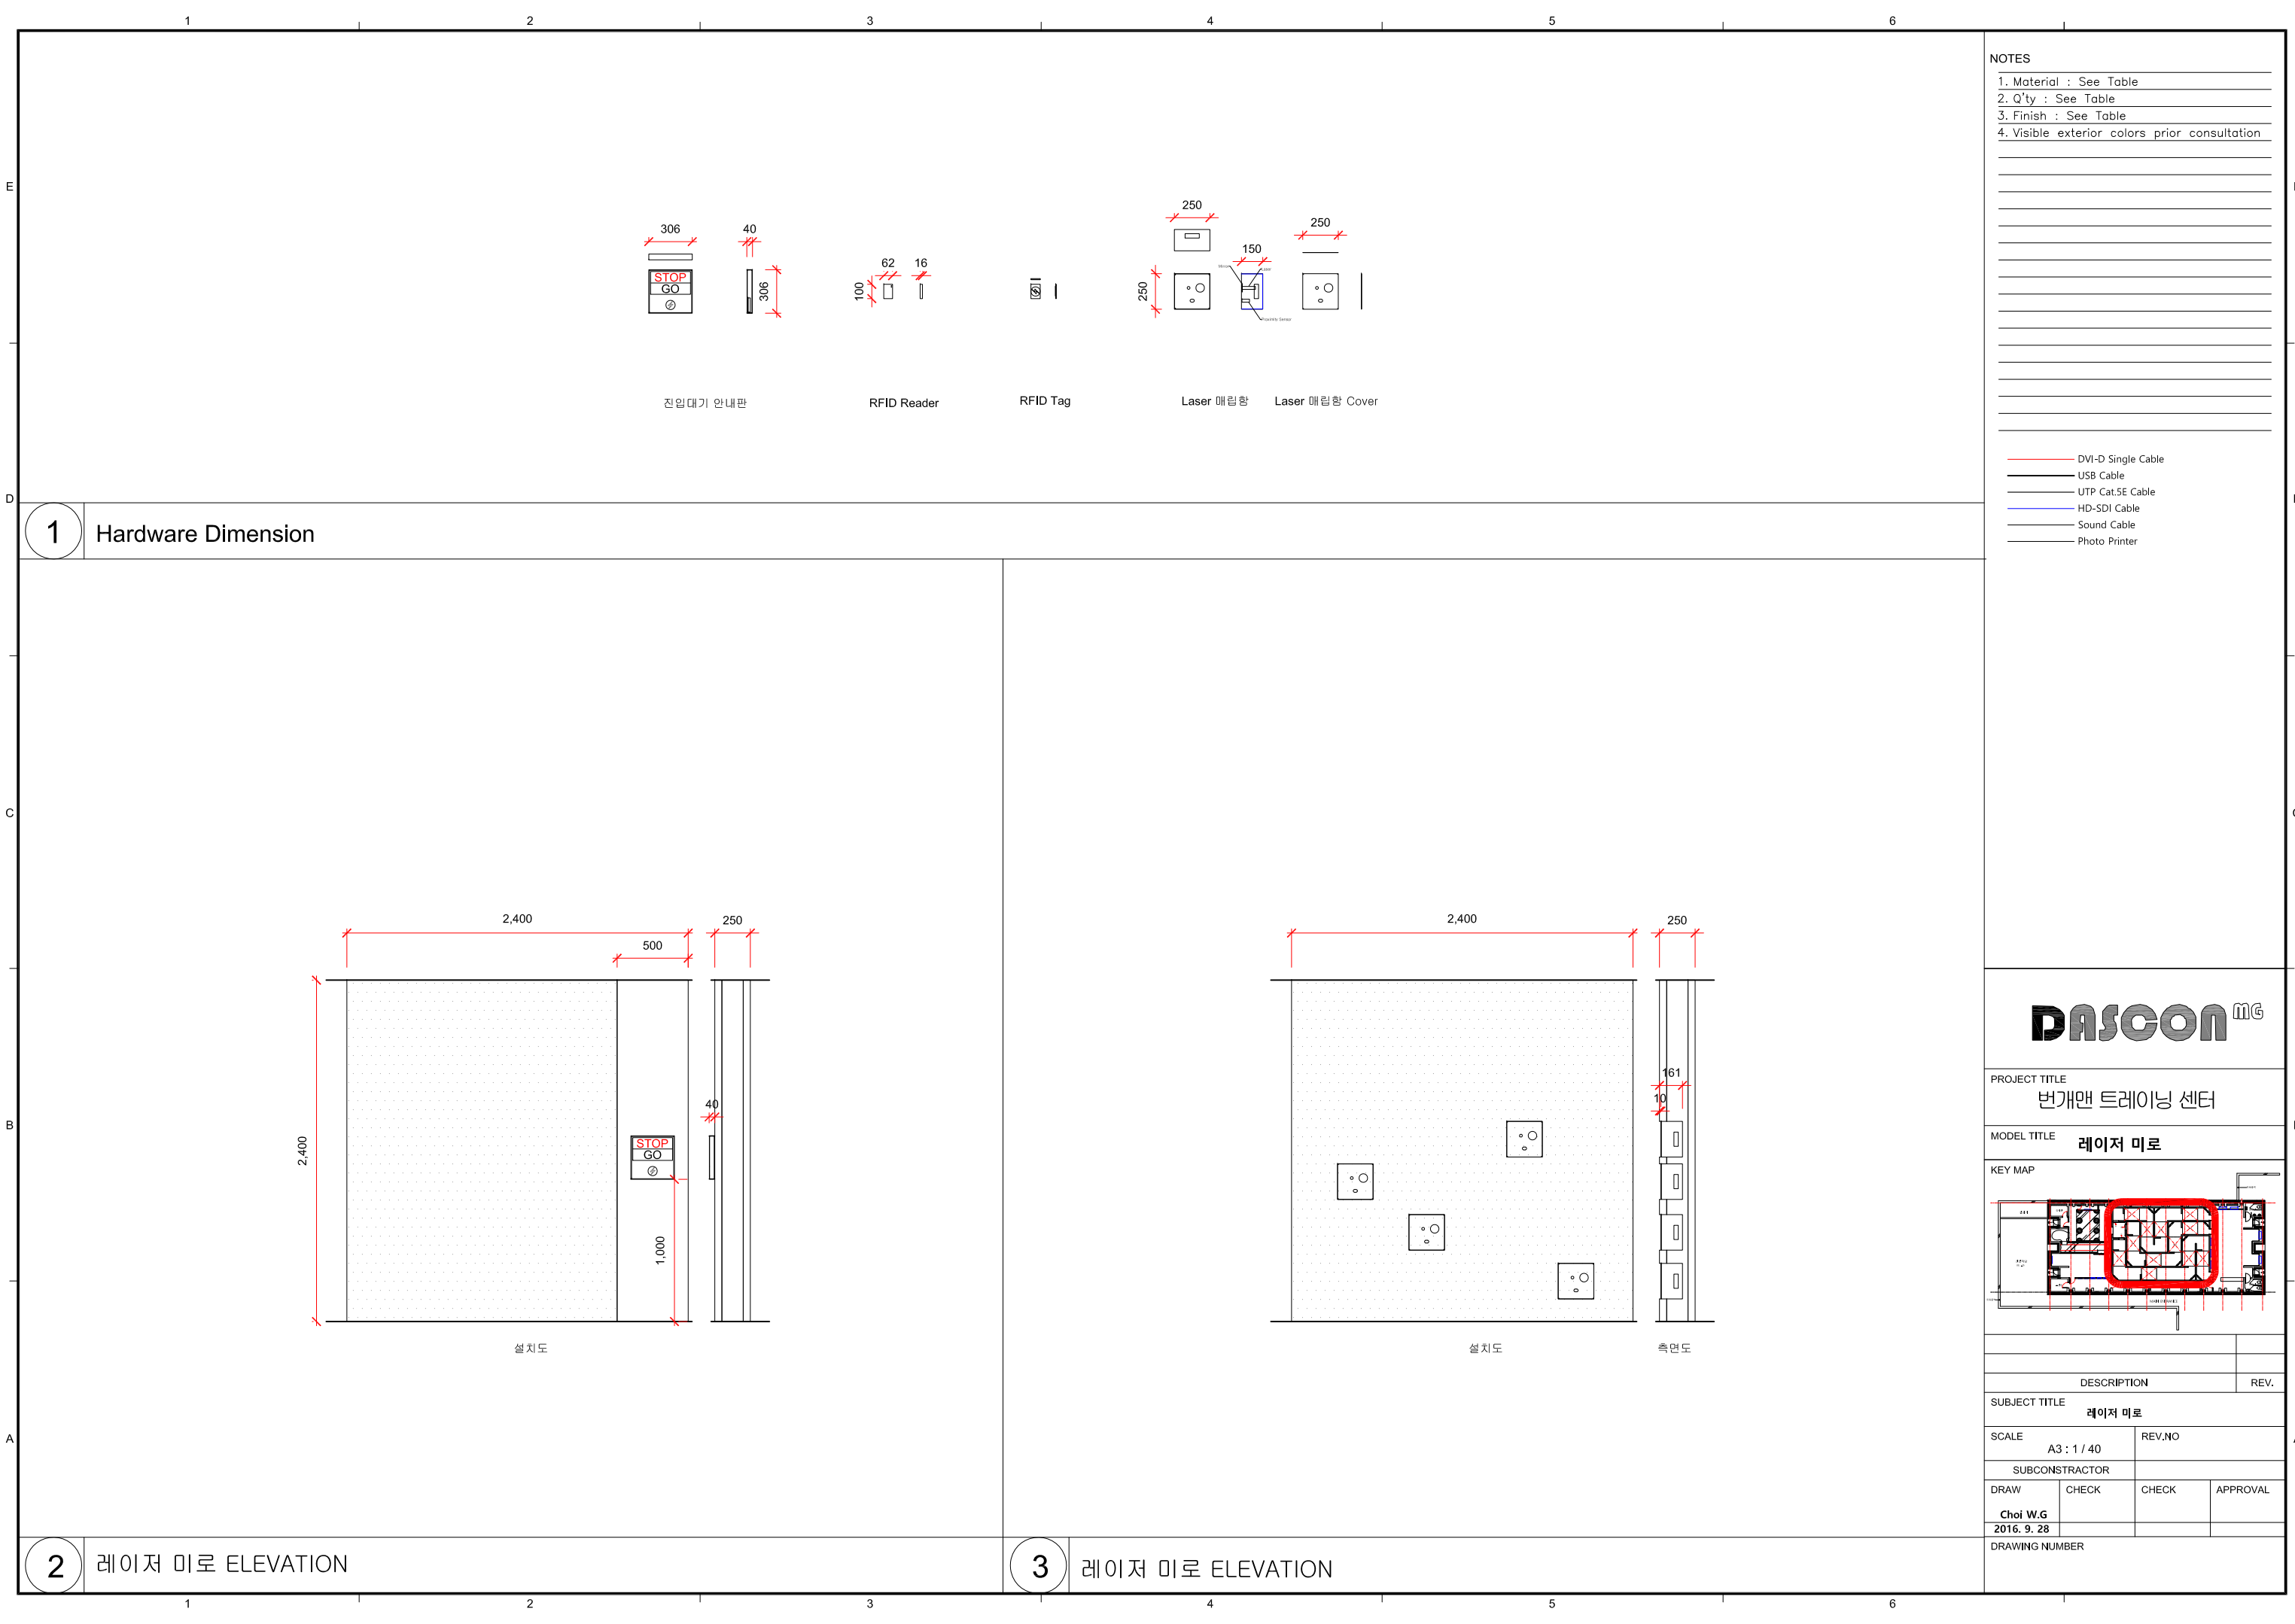 1 2 3 4 5 6
E
D
C
B
A
306
40
STOP
GO
306
62 16
100
250
250
150
250
진입대기 안내판
RFID Reader
RFID Tag
Laser 매립함
Laser 매립함 Cover
1 Hardware Dimension
2,400
250
500
2,400
40
STOP
GO
1,000
설치도
2 레이저 미로 ELEVATION
2,400
250
161
10
설치도
측면도
3 레이저 미로 ELEVATION
NOTES
1. Material : See Table
2. Q'ty : See Table
3. Finish : See Table
4. Visible exterior colors prior consultation
DVI-D Single Cable
USB Cable
UTP Cat.5E Cable
HD-SDI Cable
Sound Cable
Photo Printer
DASCON MG
PROJECT TITLE
번개맨 트레이닝 센터
MODEL TITLE
레이저 미로
KEY MAP
DESCRIPTION REV.
SUBJECT TITLE
레이저 미로
SCALE REV.NO
A3 : 1 / 40
SUBCONSTRACTOR
DRAW CHECK CHECK APPROVAL
Choi W.G
2016. 9. 28
DRAWING NUMBER
1 2 3 4 5 6